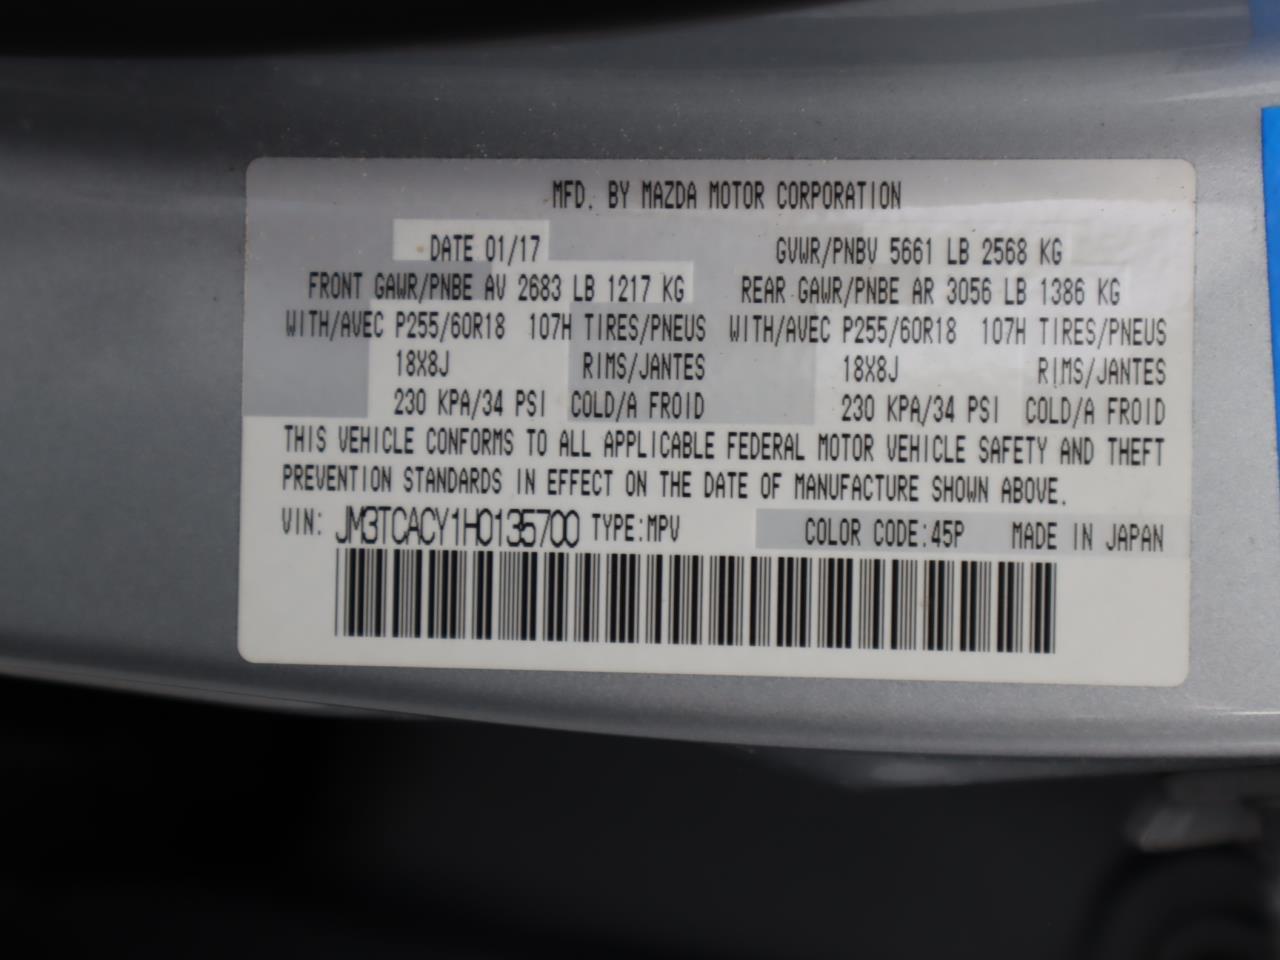 MFD. BY MAZDA MOTOR CORPORATION
DATE 01/17 GVWR/PNBV 5661 LB 2568 KG
FRONT GAWR/PNBE AV 2683 LB 1217 KG REAR GAWR/PNBE AR 3056 LB 1386 KG
WITH/AVEC P255/60R18 107H TIRES/PNEUS WITH/AVEC P255/60R18 107H TIRES/PNEUS
18X8J RIMS/JANTES 18X8J RIMS/JANTES
230 KPA/34 PSI COLD/A FROID 230 KPA/34 PSI COLD/A FROID
THIS VEHICLE CONFORMS TO ALL APPLICABLE FEDERAL MOTOR VEHICLE SAFETY AND THEFT
PREVENTION STANDARDS IN EFFECT ON THE DATE OF MANUFACTURE SHOWN ABOVE.
VIN: JM3TCACY1H0135700 TYPE:MPV COLOR CODE:45P MADE IN JAPAN